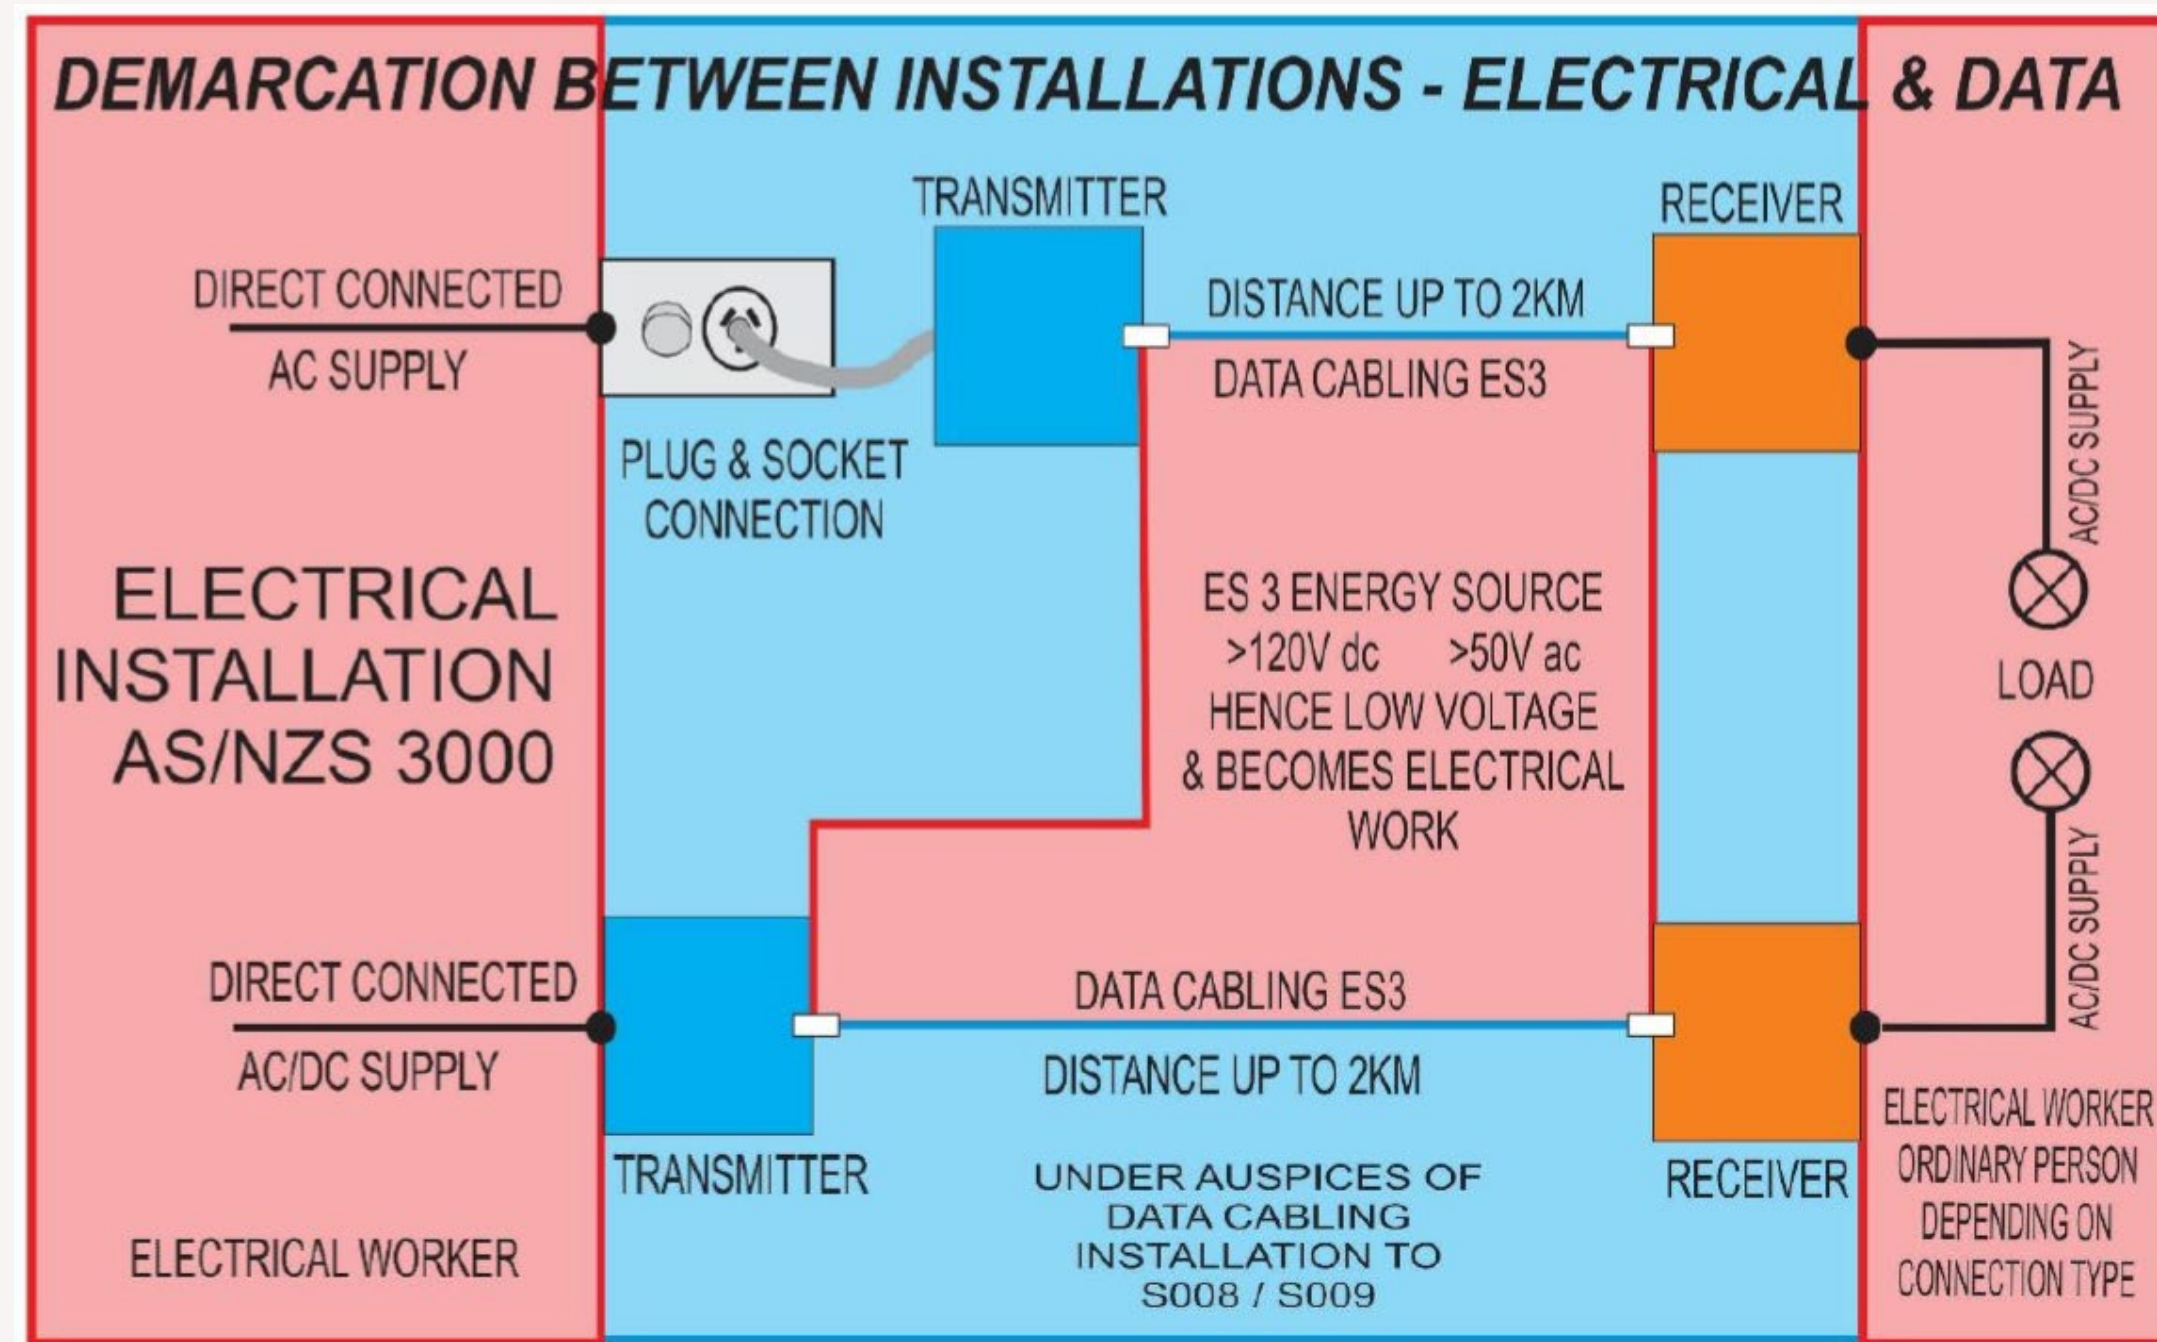 DEMARCATION BETWEEN INSTALLATIONS - ELECTRICAL & DATA
TRANSMITTER
RECEIVER
DIRECT CONNECTED
AC SUPPLY
DISTANCE UP TO 2KM
DATA CABLING ES3
PLUG & SOCKET
CONNECTION
AC/DC SUPPLY
ELECTRICAL
INSTALLATION
AS/NZS 3000
ES 3 ENERGY SOURCE
>120V dc >50V ac
HENCE LOW VOLTAGE
& BECOMES ELECTRICAL
WORK
LOAD
AC/DC SUPPLY
DIRECT CONNECTED
AC/DC SUPPLY
DATA CABLING ES3
DISTANCE UP TO 2KM
TRANSMITTER
RECEIVER
UNDER AUSPICES OF
DATA CABLING
INSTALLATION TO
S008 / S009
ELECTRICAL WORKER
ELECTRICAL WORKER
ORDINARY PERSON
DEPENDING ON
CONNECTION TYPE